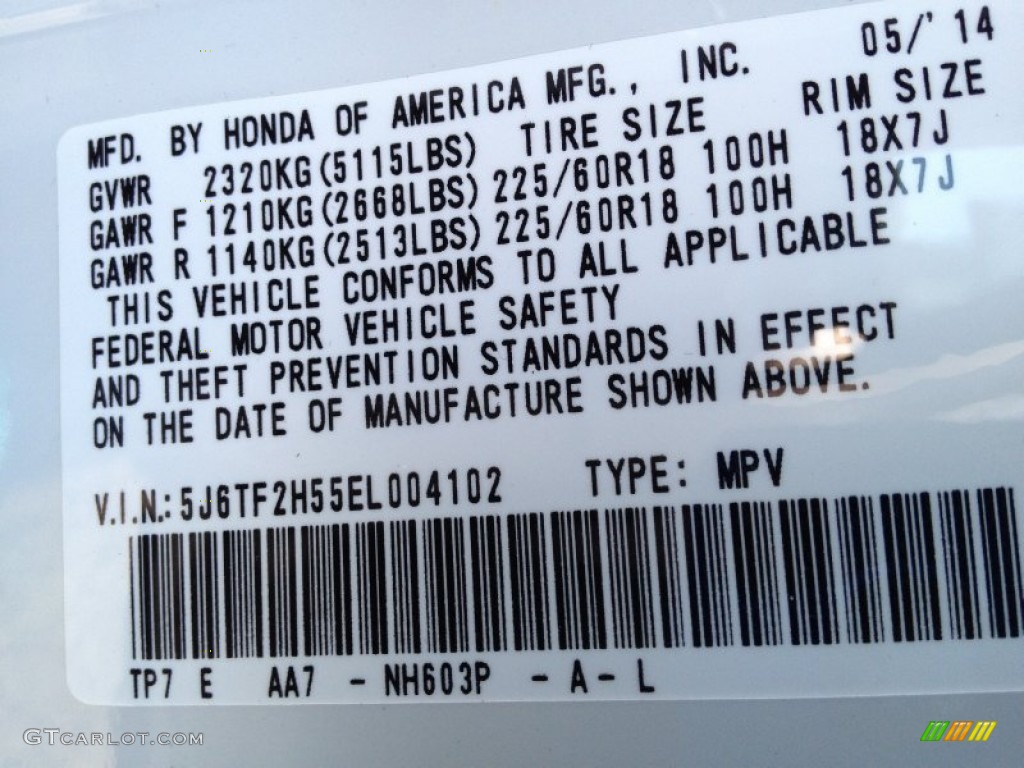 05/'14
MFD. BY HONDA OF AMERICA MFG., INC.
GVWR 2320KG(5115LBS) TIRE SIZE RIM SIZE
GAWR F 1210KG(2668LBS) 225/60R18 100H 18X7J
GAWR R 1140KG(2513LBS) 225/60R18 100H 18X7J
THIS VEHICLE CONFORMS TO ALL APPLICABLE
FEDERAL MOTOR VEHICLE SAFETY
AND THEFT PREVENTION STANDARDS IN EFFECT
ON THE DATE OF MANUFACTURE SHOWN ABOVE.
V.I.N.: 5J6TF2H55EL004102 TYPE: MPV
TP7 E AA7 - NH603P - A - L
GTCARLOT.COM